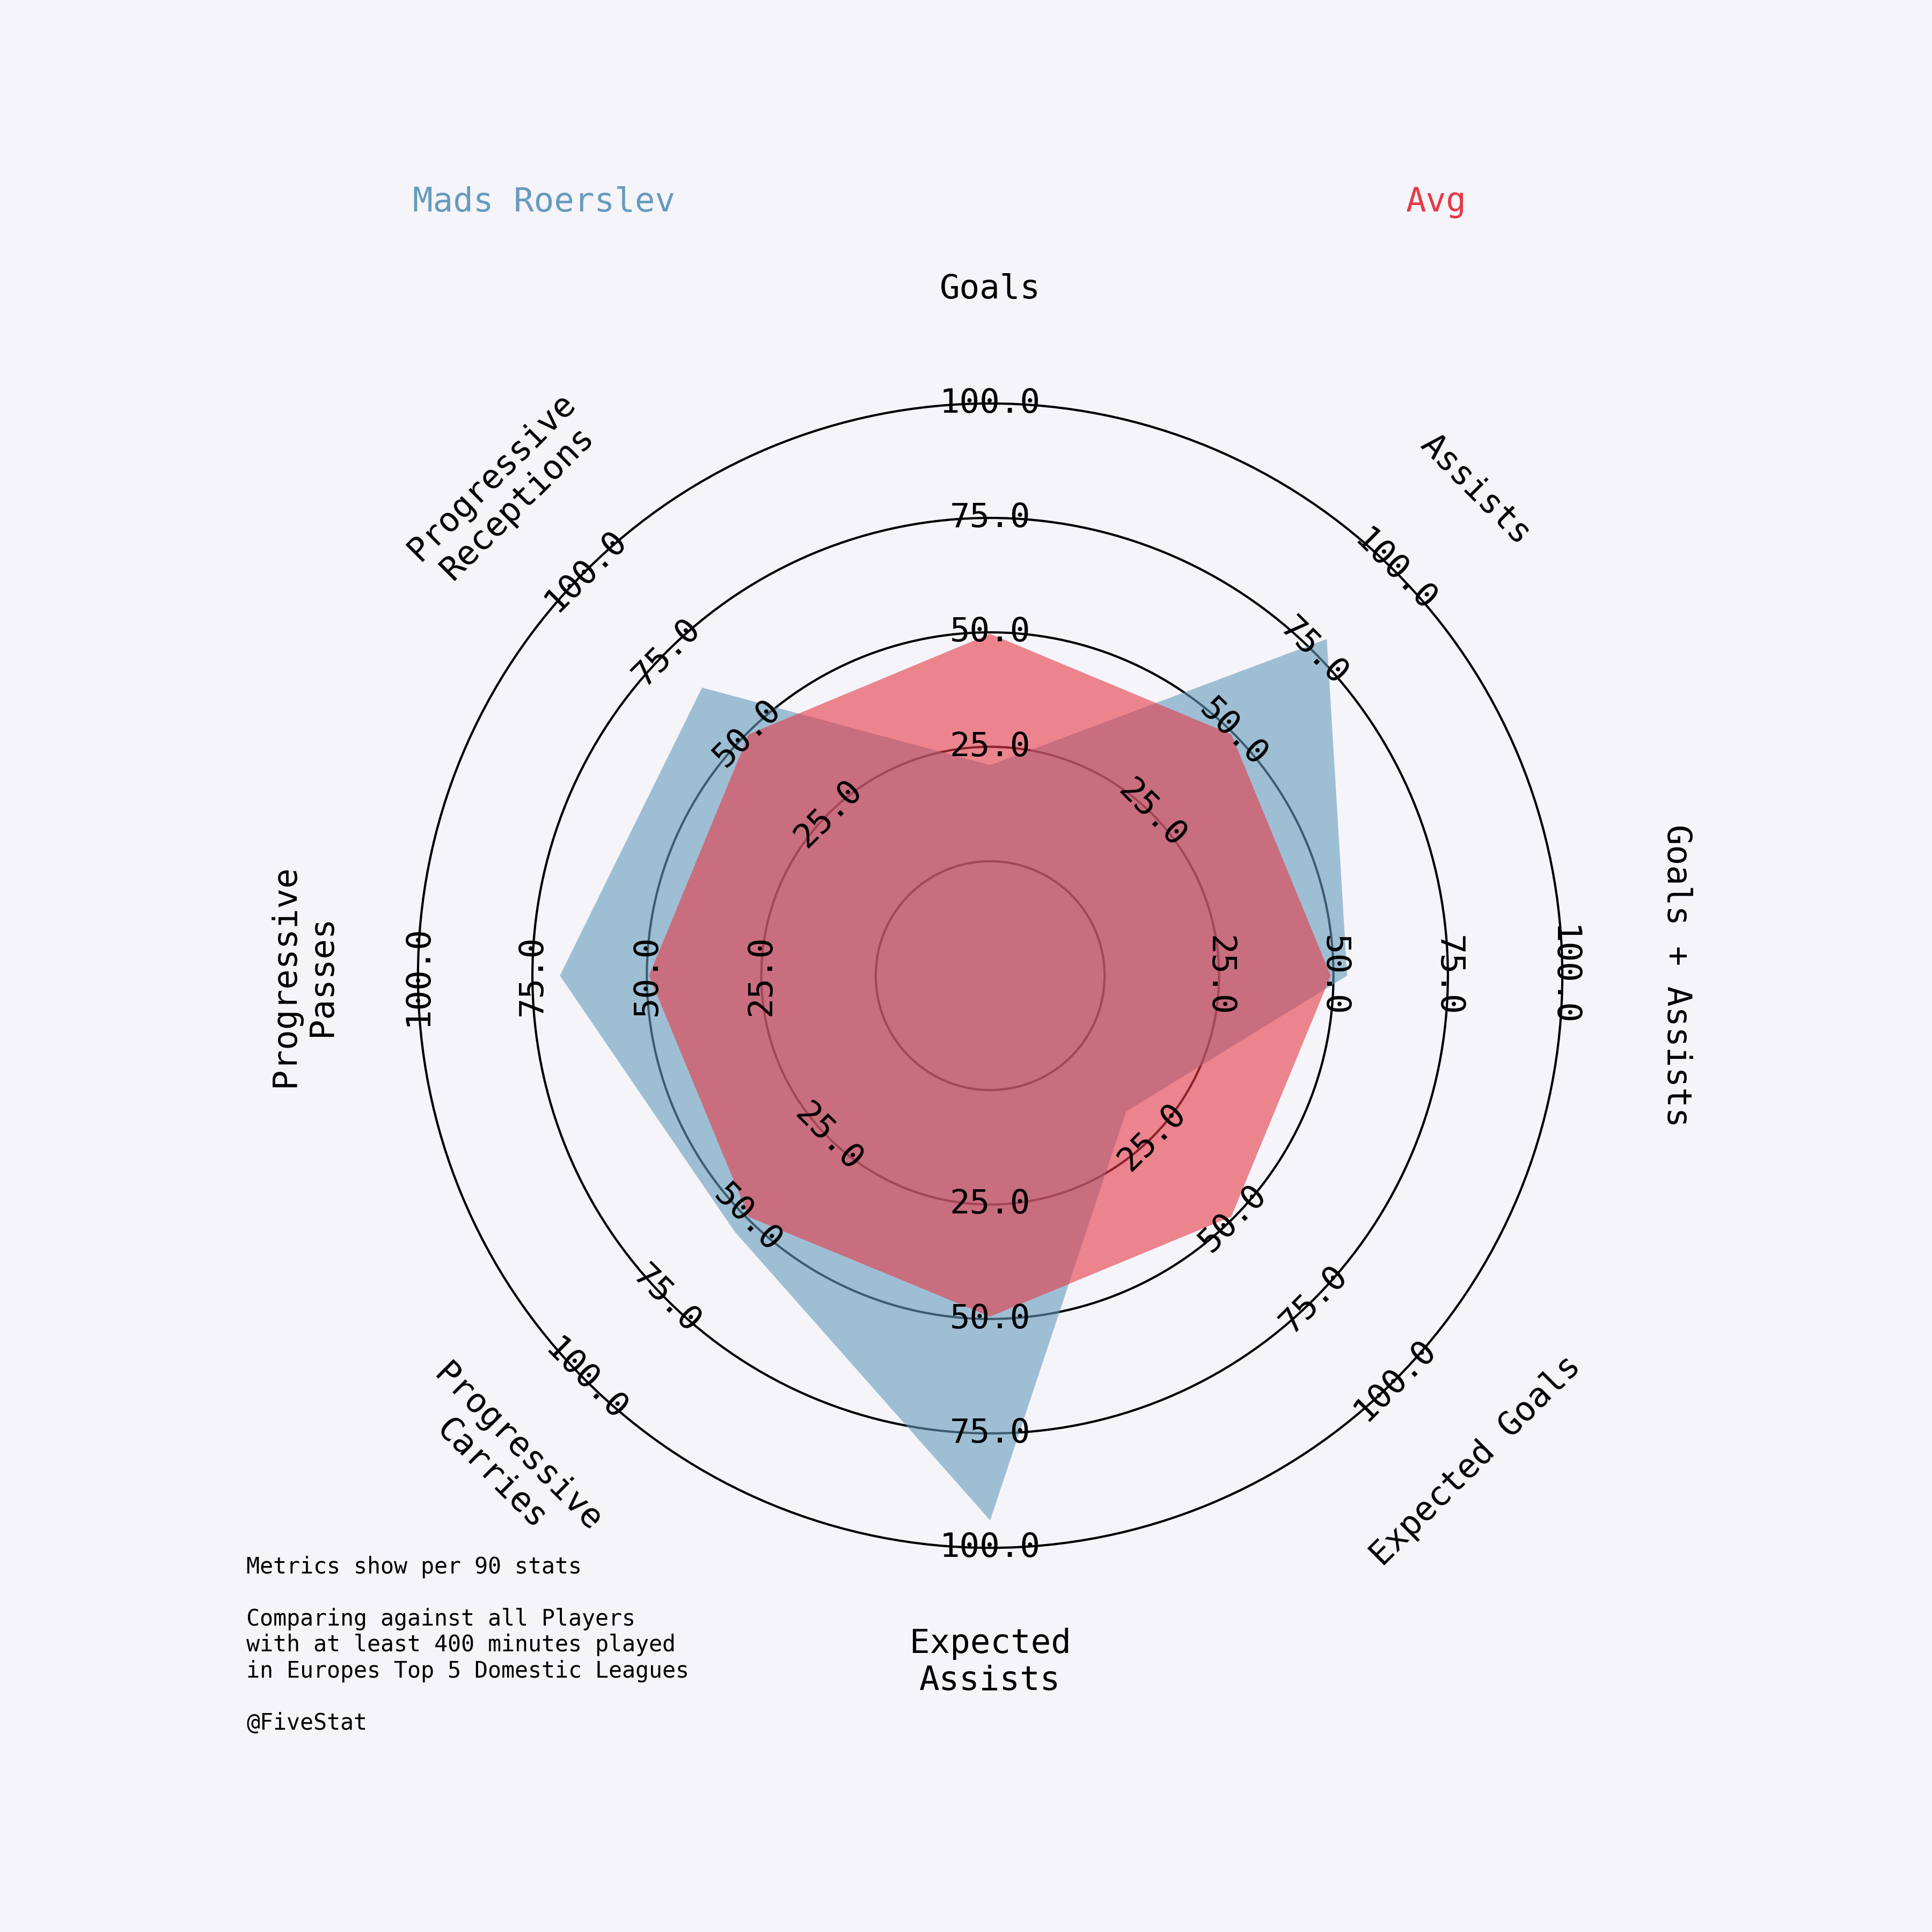 Mads Roerslev
Avg
Goals
Assists
Goals + Assists
Expected Goals
Expected
Assists
Progressive
Carries
Progressive
Passes
Progressive
Receptions
25.0
50.0
75.0
100.0
25.0
50.0
75.0
100.0
25.0
50.0
75.0
100.0
25.0
50.0
75.0
100.0
25.0
50.0
75.0
100.0
25.0
50.0
75.0
100.0
25.0
50.0
75.0
100.0
25.0
50.0
75.0
100.0
Metrics show per 90 stats
Comparing against all Players
with at least 400 minutes played
in Europes Top 5 Domestic Leagues
@FiveStat